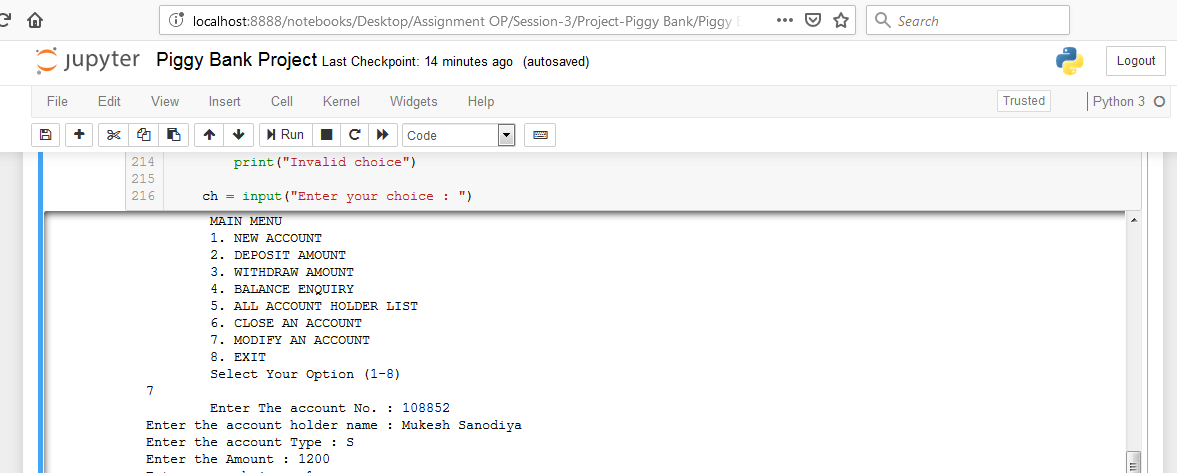 localhost:8888/notebooks/Desktop/Assignment OP/Session-3/Project-Piggy Bank/Piggy
Search
jupyter Piggy Bank Project Last Checkpoint: 14 minutes ago (autosaved)
Logout
File Edit View Insert Cell Kernel Widgets Help
Trusted
Python 3
Run
Code
214 print("Invalid choice")
215
216 ch = input("Enter your choice : ")
MAIN MENU
1. NEW ACCOUNT
2. DEPOSIT AMOUNT
3. WITHDRAW AMOUNT
4. BALANCE ENQUIRY
5. ALL ACCOUNT HOLDER LIST
6. CLOSE AN ACCOUNT
7. MODIFY AN ACCOUNT
8. EXIT
Select Your Option (1-8)
7
Enter The account No. : 108852
Enter the account holder name : Mukesh Sanodiya
Enter the account Type : S
Enter the Amount : 1200